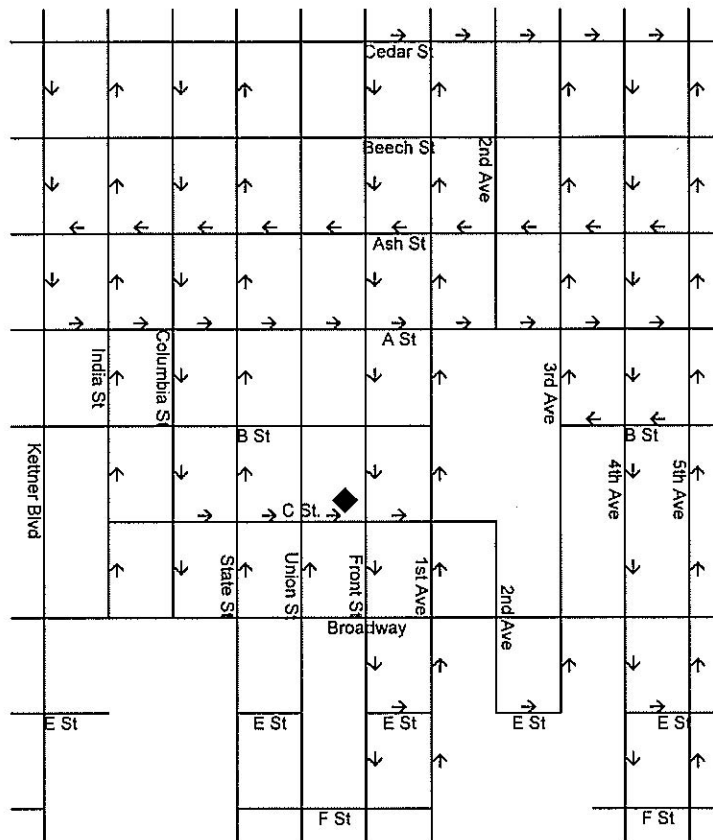 Cedar St
Beech St
2nd Ave
Ash St
A St
India St
Columbia St
3rd Ave
B St
B St
Kettner Blvd
4th Ave
5th Ave
C St.
State St
Union St
Front St
1st Ave
2nd Ave
Broadway
E St
E St
E St
E St
E St
F St
F St